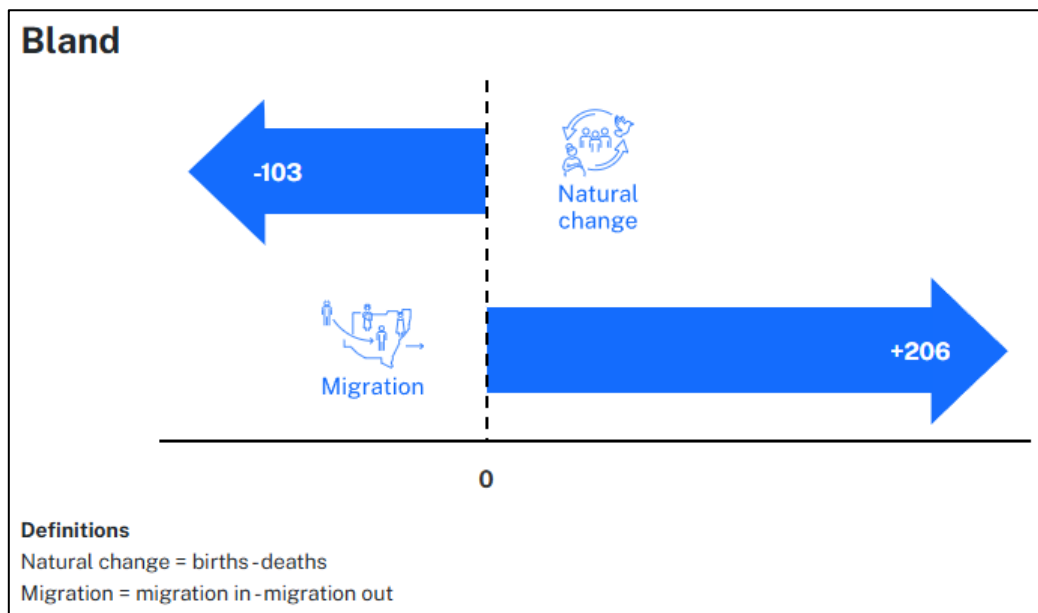 Bland
-103
Natural
change
Migration
+206
0
Definitions
Natural change = births - deaths
Migration = migration in - migration out